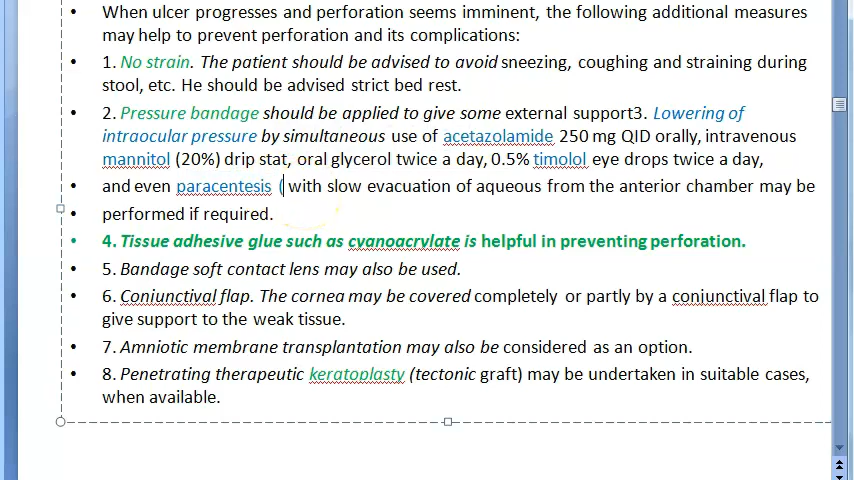 • When ulcer progresses and perforation seems imminent, the following additional measures
may help to prevent perforation and its complications:
• 1. No strain. The patient should be advised to avoid sneezing, coughing and straining during
stool, etc. He should be advised strict bed rest.
• 2. Pressure bandage should be applied to give some external support3. Lowering of
intraocular pressure by simultaneous use of acetazolamide 250 mg QID orally, intravenous
mannitol (20%) drip stat, oral glycerol twice a day, 0.5% timolol eye drops twice a day,
• and even paracentesis ( with slow evacuation of aqueous from the anterior chamber may be
• performed if required.
• 4. Tissue adhesive glue such as cyanoacrylate is helpful in preventing perforation.
• 5. Bandage soft contact lens may also be used.
• 6. Conjunctival flap. The cornea may be covered completely or partly by a conjunctival flap to
give support to the weak tissue.
• 7. Amniotic membrane transplantation may also be considered as an option.
• 8. Penetrating therapeutic keratoplasty (tectonic graft) may be undertaken in suitable cases,
when available.